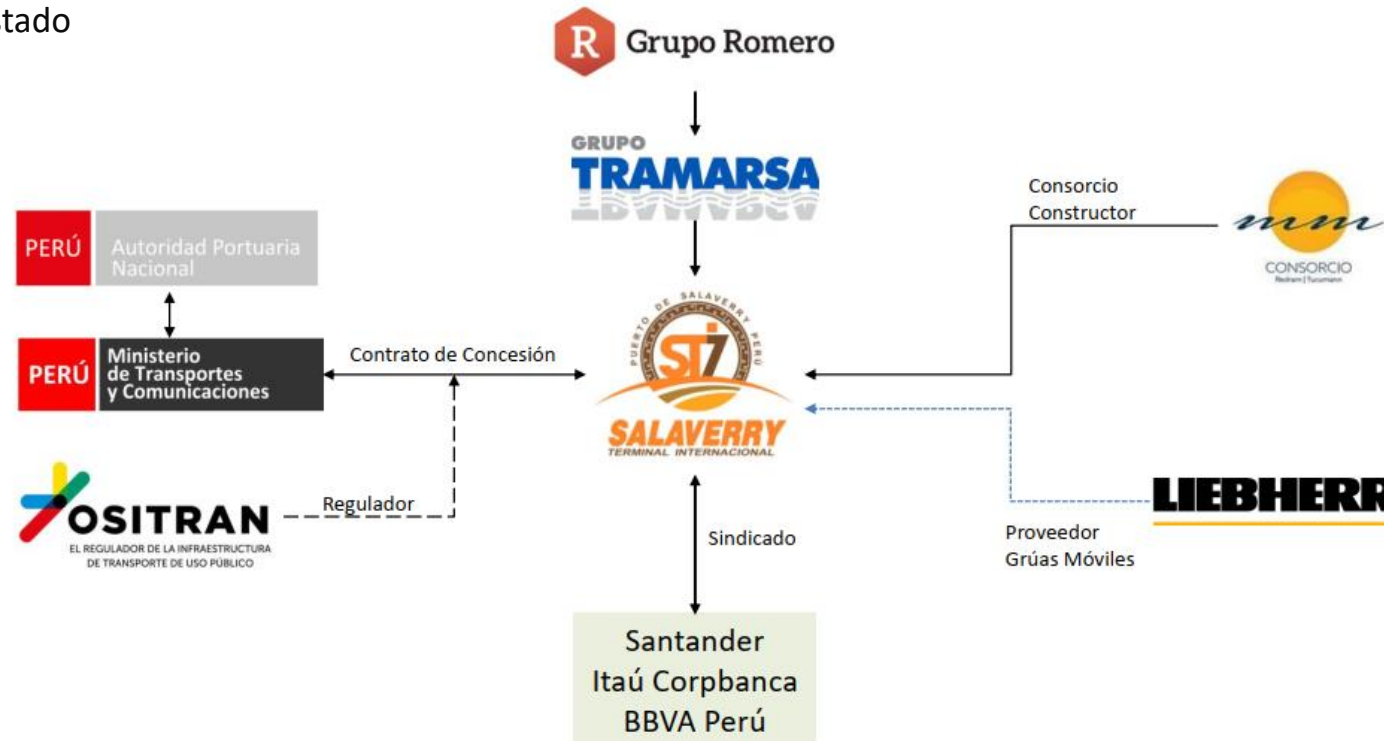 stado
R Grupo Romero
GRUPO
TRAMARSA
Consorcio
Constructor
mm
CONSORCIO
PERÚ Autoridad Portuaria
Nacional
PERÚ Ministerio
de Transportes
y Comunicaciones
Contrato de Concesión
PUERTO DE SALAVERRY PERÚ
STI
SALAVERRY
TERMINAL INTERNACIONAL
OSITRAN
EL REGULADOR DE LA INFRAESTRUCTURA
DE TRANSPORTE DE USO PÚBLICO
Regulador
LIEBHERR
Proveedor
Grúas Móviles
Sindicado
Santander
Itaú Corpbanca
BBVA Perú